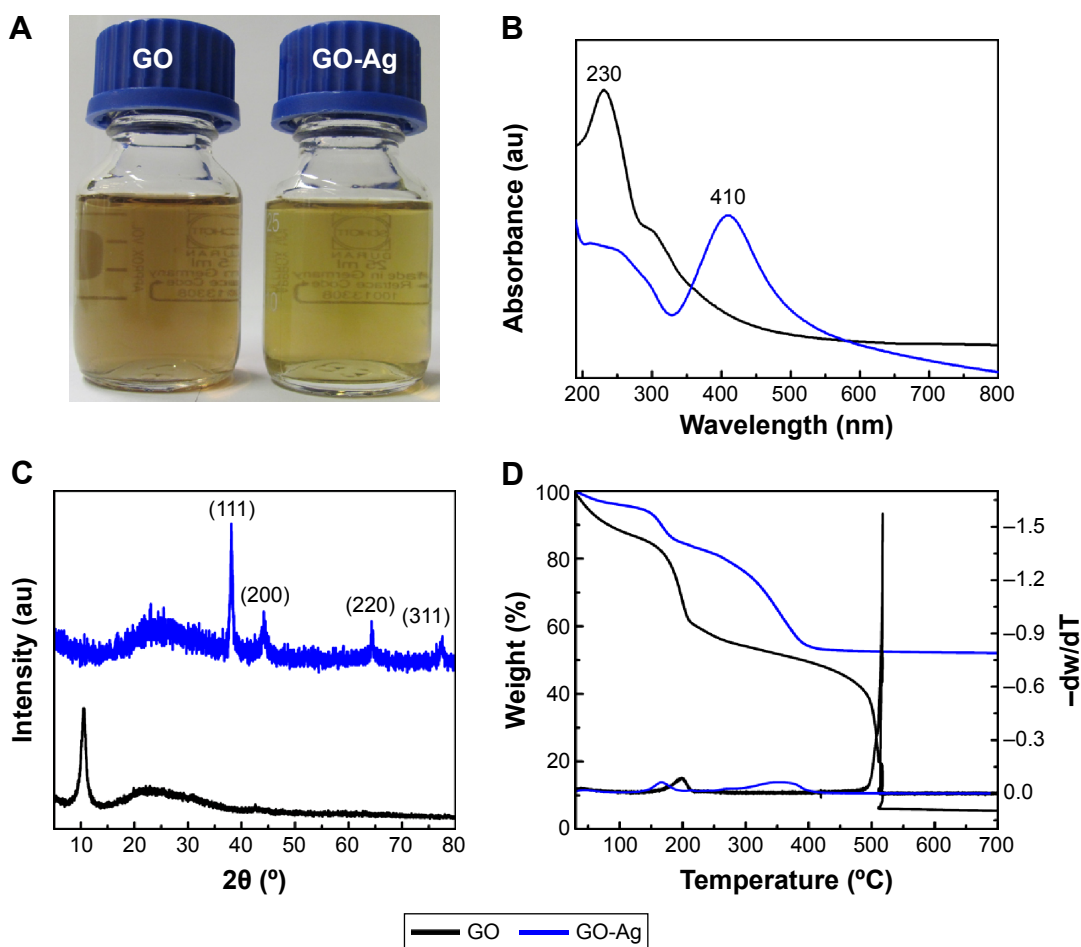 A
GO
GO-Ag
B
230
410
Absorbance (au)
200 300 400 500 600 700 800
Wavelength (nm)
C
(111)
(200)
(220)
(311)
Intensity (au)
10 20 30 40 50 60 70 80
2θ (º)
D
100
80
60
40
20
10
0
Weight (%)
–1.5
–1.2
–0.9
–0.6
–0.3
0.0
–dw/dT
100 200 300 400 500 600 700
Temperature (ºC)
GO GO-Ag